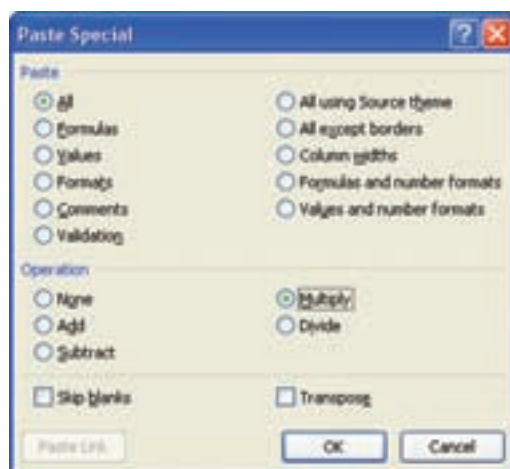 Paste Special
Paste
All
All using Source theme
Formulas
All except borders
Values
Column widths
Formats
Formulas and number formats
Comments
Values and number formats
Validation
Operation
None
Multiply
Add
Divide
Subtract
Skip blanks
Transpose
Paste Link
OK
Cancel